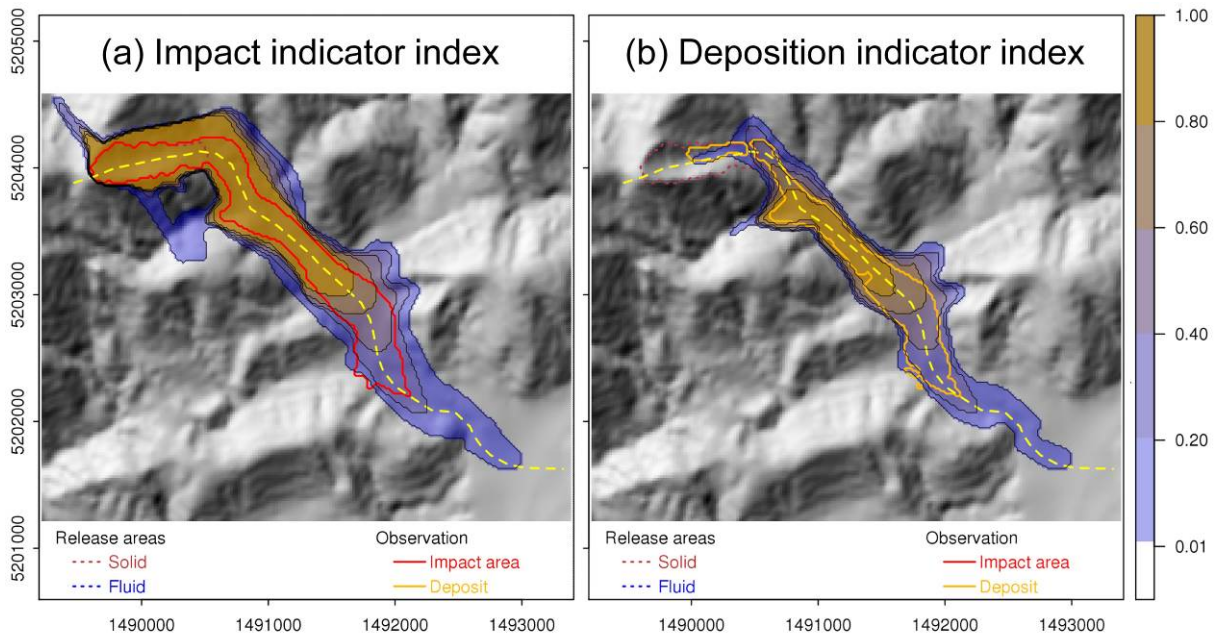 (a) Impact indicator index
(b) Deposition indicator index
1.00
0.80
0.60
0.40
0.20
0.01
5205000
5204000
5203000
5202000
5201000
Release areas
Solid
Fluid
Observation
Impact area
Deposit
Release areas
Solid
Fluid
Observation
Impact area
Deposit
1490000 1491000 1492000 1493000
1490000 1491000 1492000 1493000